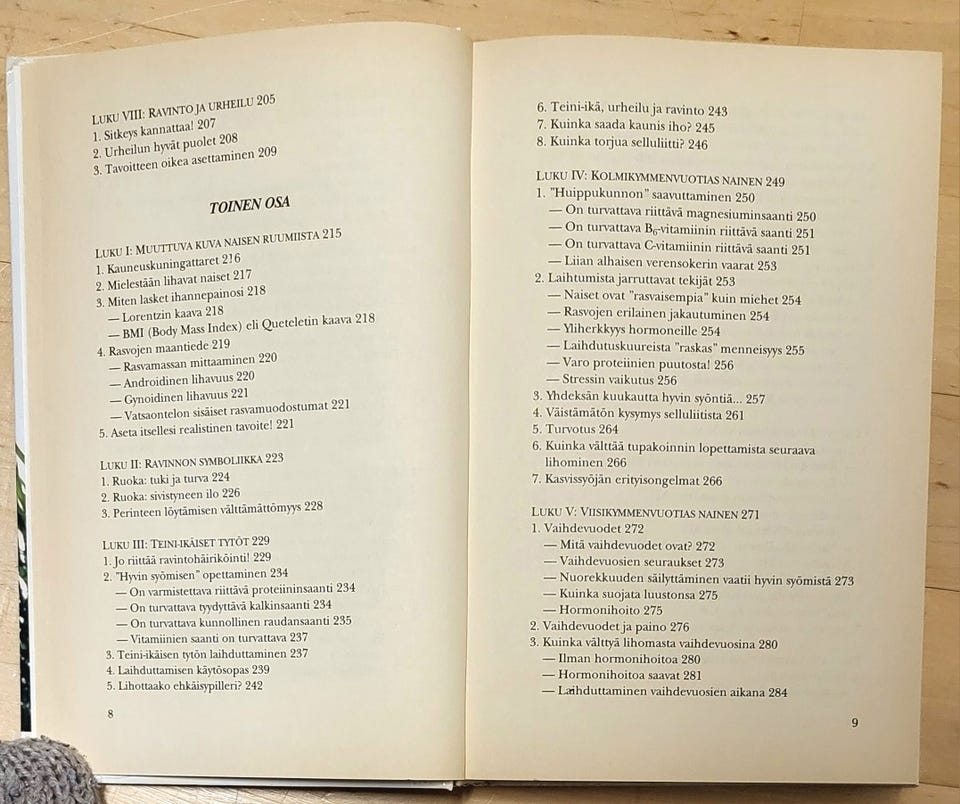 LUKU VIII: RAVINTO JA URHEILU 205
1. Sitkeys kannattaa! 207
2. Urheilun hyvät puolet 208
3. Tavoitteen oikea asettaminen 209
TOINEN OSA
LUKU I: MUUTTUVA KUVA NAISEN RUUMIISTA 215
1. Kauneuskuningattaret 216
2. Mielestään lihavat naiset 217
3. Miten lasket ihannepainosi 218
— Lorentzin kaava 218
— BMI (Body Mass Index) eli Queteletin kaava 218
4. Rasvojen maantiede 219
— Rasvamassan mittaaminen 220
— Androidinen lihavuus 220
— Gynoidinen lihavuus 221
— Vatsaontelon sisäiset rasvamuodostumat 221
5. Aseta itsellesi realistinen tavoite! 221
LUKU II: RAVINNON SYMBOLIIKKA 223
1. Ruoka: tuki ja turva 224
2. Ruoka: sivistyneen ilo 226
3. Perinteen löytämisen välttämättömyys 228
LUKU III: TEINI-IKÄISET TYTÖT 229
1. Jo riittää ravintohäiriköinti! 229
2. ”Hyvin syömisen” opettaminen 234
— On varmistettava riittävä proteiininsaanti 234
— On turvattava tyydyttävä kalkinsaanti 234
— On turvattava kunnollinen raudansaanti 235
— Vitamiinien saanti on turvattava 237
3. Teini-ikäisen tytön laihduttaminen 237
4. Laihduttamisen käytösopas 239
5. Lihottaako ehkäisypilleri? 242
8
6. Teini-ikä, urheilu ja ravinto 243
7. Kuinka saada kaunis iho? 245
8. Kuinka torjua selluliitti? 246
LUKU IV: KOLMIKYMMENVUOTIAS NAINEN 249
1. ”Huippukunnon” saavuttaminen 250
— On turvattava riittävä magnesiuminsaanti 250
— On turvattava B₆-vitamiinin riittävä saanti 251
— On turvattava C-vitamiinin riittävä saanti 251
— Liian alhaisen verensokerin vaarat 253
2. Laihtumista jarruttavat tekijät 253
— Naiset ovat ”rasvaisempia” kuin miehet 254
— Rasvojen erilainen jakautuminen 254
— Yliherkkyys hormoneille 254
— Laihdutuskuureista ”raskas” menneisyys 255
— Varo proteiinien puutosta! 256
— Stressin vaikutus 256
3. Yhdeksän kuukautta hyvin syöntiä... 257
4. Väistämätön kysymys selluliitista 261
5. Turvotus 264
6. Kuinka välttää tupakoinnin lopettamista seuraava
lihominen 266
7. Kasvissyöjän erityisongelmat 266
LUKU V: VIISIKYMMENVUOTIAS NAINEN 271
1. Vaihdevuodet 272
— Mitä vaihdevuodet ovat? 272
— Vaihdevuosien seuraukset 273
— Nuorekkuuden säilyttäminen vaatii hyvin syömistä 273
— Kuinka suojata luustonsa 275
— Hormonihoito 275
2. Vaihdevuodet ja paino 276
3. Kuinka välttyä lihomasta vaihdevuosina 280
— Ilman hormonihoitoa 280
— Hormonihoitoa saavat 281
— Laihduttaminen vaihdevuosien aikana 284
9